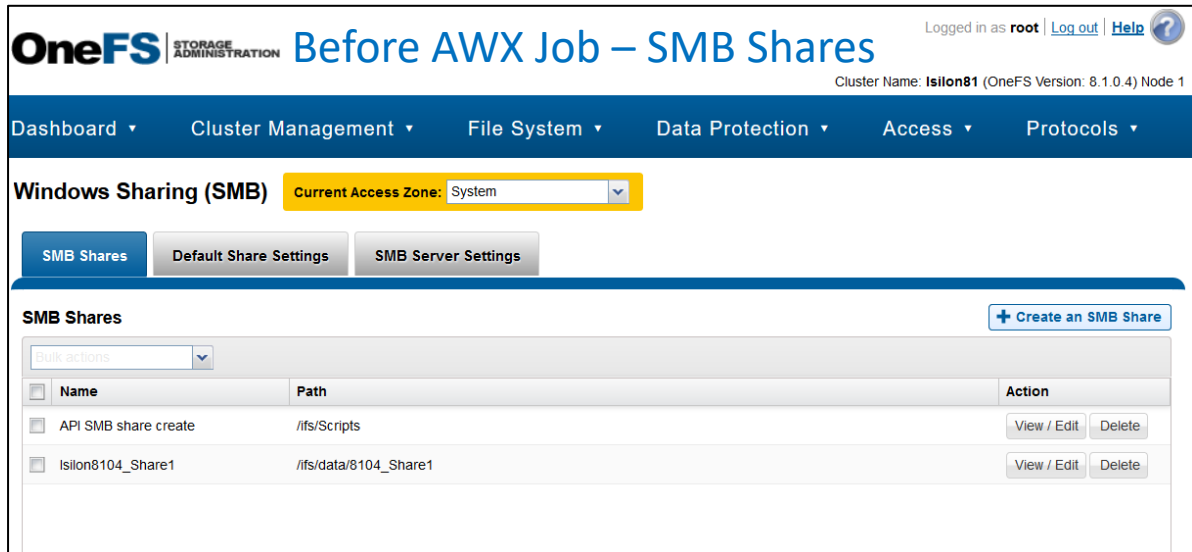 Logged in as root | Log out | Help ?
OneFS STORAGE ADMINISTRATION Before AWX Job – SMB Shares
Cluster Name: Isilon81 (OneFS Version: 8.1.0.4) Node 1
Dashboard Cluster Management File System Data Protection Access Protocols
Windows Sharing (SMB) Current Access Zone: System
SMB Shares Default Share Settings SMB Server Settings
SMB Shares + Create an SMB Share
Bulk actions
Name Path Action
API SMB share create /ifs/Scripts View / Edit Delete
Isilon8104_Share1 /ifs/data/8104_Share1 View / Edit Delete